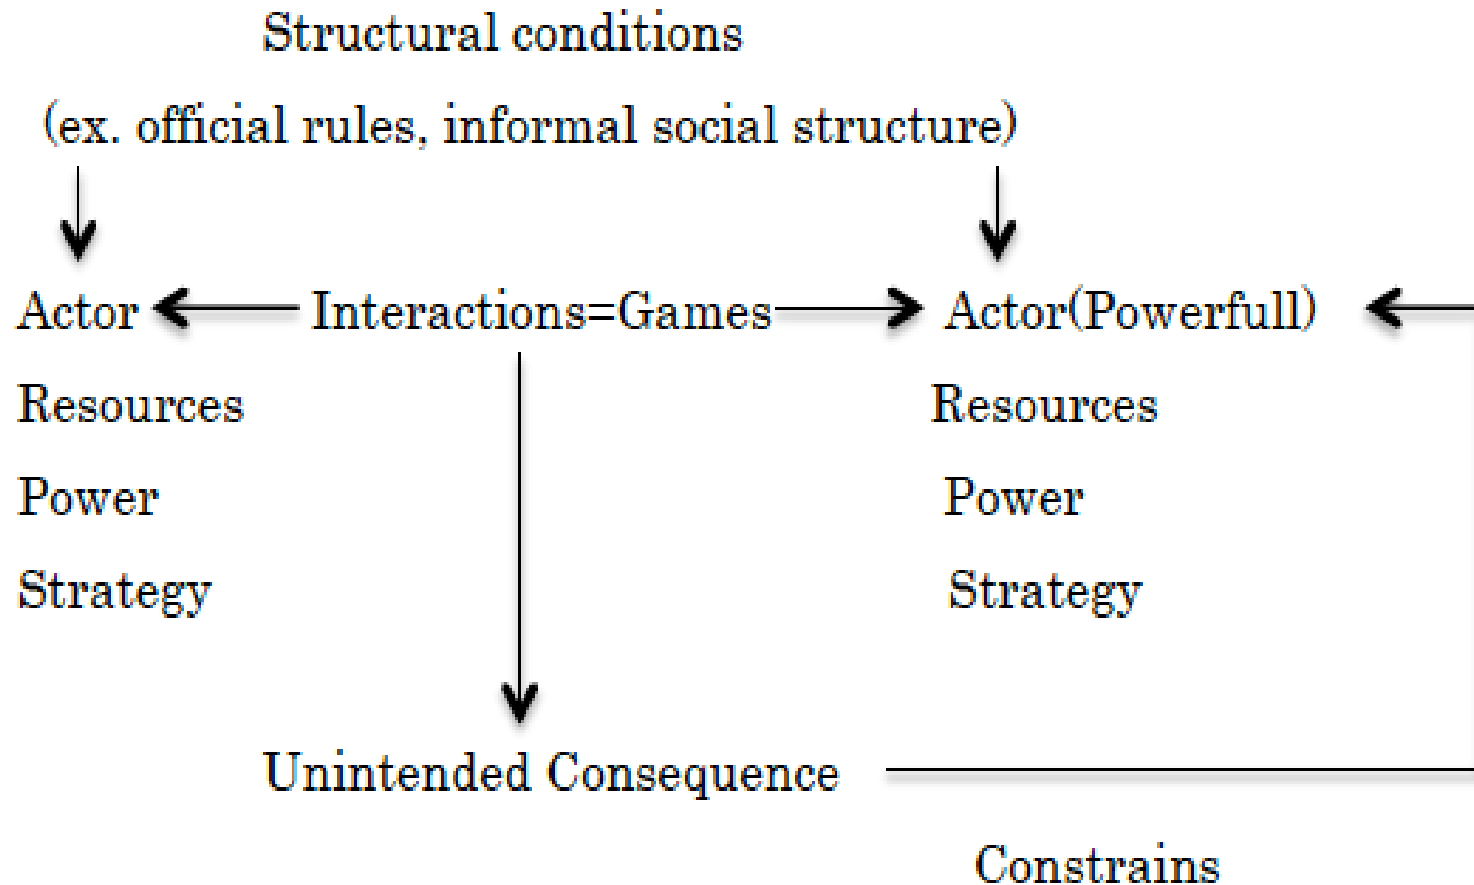 Structural conditions
(ex. official rules, informal social structure)
Actor Interactions=Games Actor(Powerfull)
Resources Resources
Power Power
Strategy Strategy
Unintended Consequence
Constrains